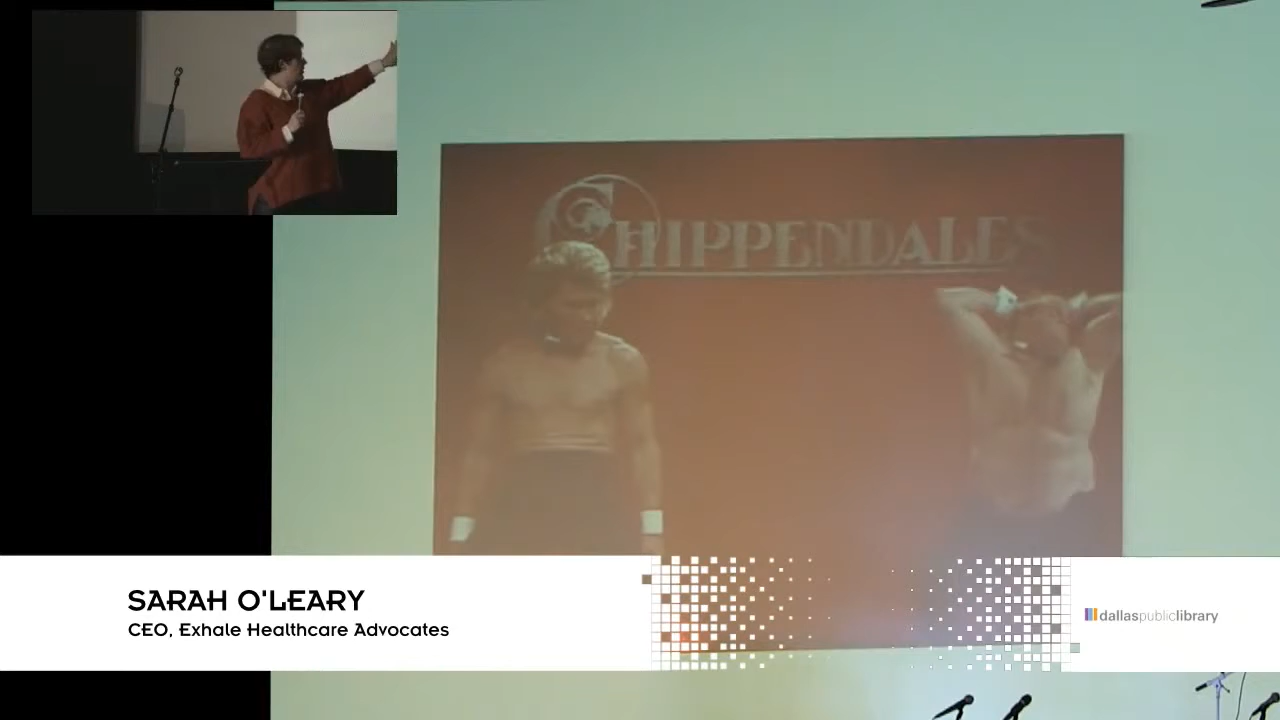 CHIPPENDALES
SARAH O'LEARY
CEO, Exhale Healthcare Advocates
dallaspubliclibrary